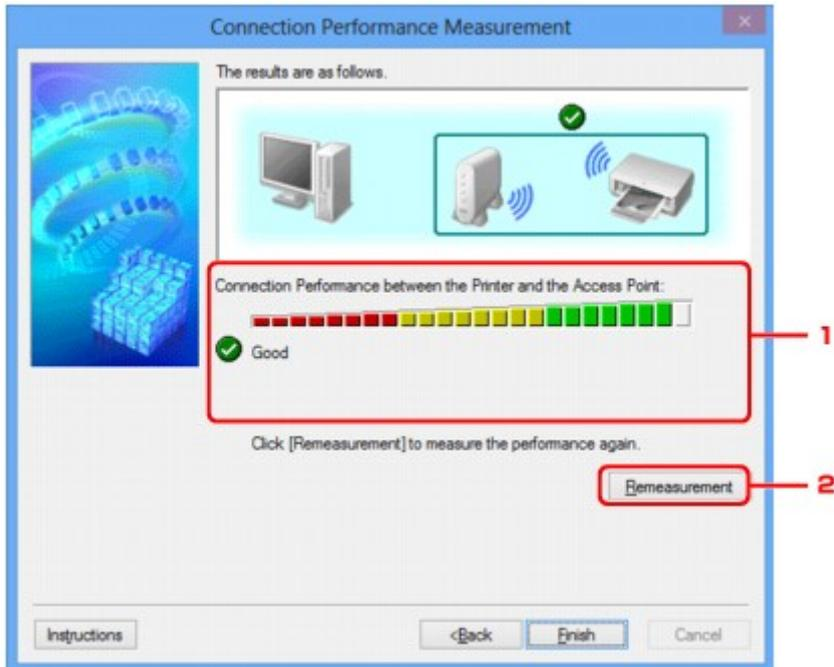 Connection Performance Measurement
The results are as follows.
Connection Performance between the Printer and the Access Point:
1
Good
Click [Remeasurement] to measure the performance again.
Remeasurement
2
Instructions
<Back
Finish
Cancel